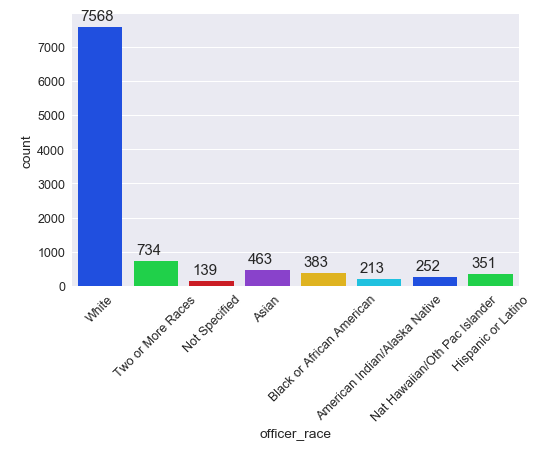 7568
7000
6000
5000
4000
3000
2000
1000
0
count
734
139
463
383
213
252
351
White
Two or More Races
Not Specified
Asian
Black or African American
American Indian/Alaska Native
Nat Hawaiian/Oth Pac Islander
Hispanic or Latino
officer_race